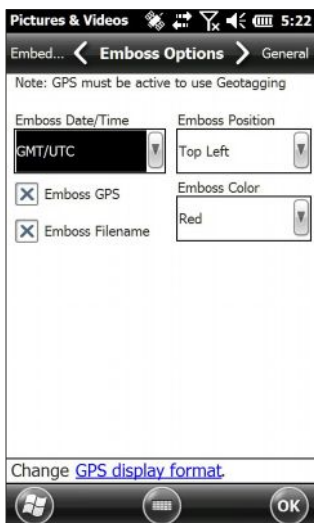 Pictures & Videos 5:22
Embed... Emboss Options General
Note: GPS must be active to use Geotagging
Emboss Date/Time Emboss Position
GMT/UTC Top Left
Emboss GPS Emboss Color
Emboss Filename Red
Change GPS display format.
OK